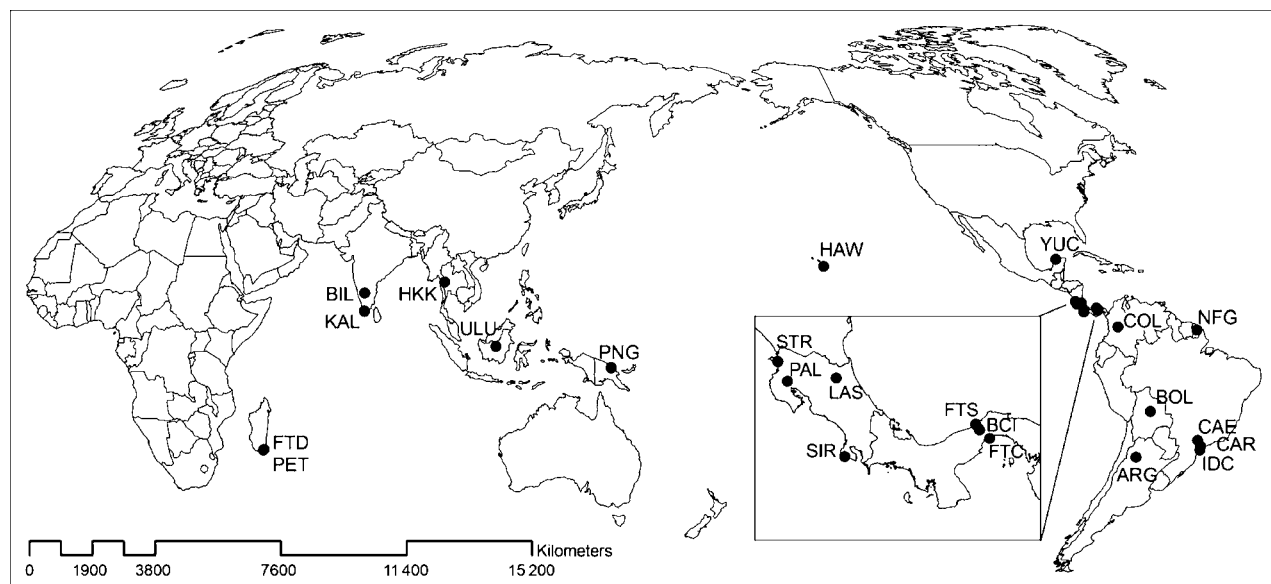 HAW
YUC
BIL
HKK
KAL
ULU
PNG
COL
NFG
STR
PAL
LAS
FTS
BCI
FTC
SIR
BOL
CAE
CAR
IDC
ARG
FTD
PET
Kilometers
0 1900 3800 7600 11 400 15 200